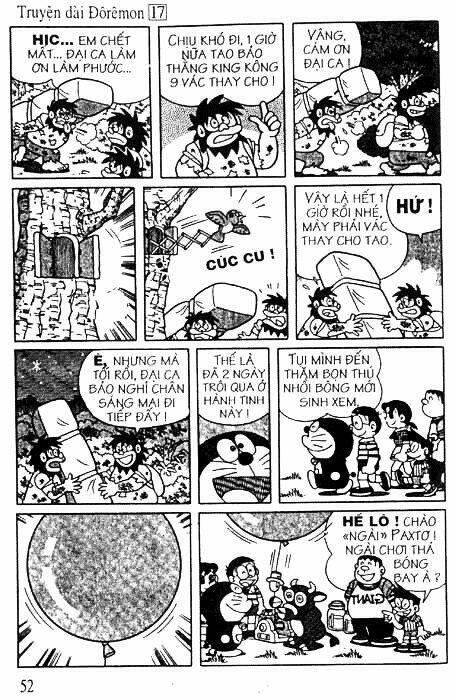 Truyện dài Đôrêmon 17
HỊC... EM CHẾT
MẤT... ĐẠI CA LÀM
ƠN LÀM PHƯỚC...
CHỊU KHÓ ĐI, 1 GIỜ
NỮA TAO BẢO
THẰNG KING KÔNG
9 VÁC THAY CHO !
VÂNG,
CẢM ƠN
ĐẠI CA !
CÚC CU !
VẬY LÀ HẾT 1
GIỜ RỒI NHÉ,
MÀY PHẢI VÁC
THAY CHO TAO.
HỨ !
Ê, NHƯNG MÀ
TỐI RỒI, ĐẠI CA
BẢO NGHỈ CHÂN
SÁNG MAI ĐI
TIẾP ĐẤY !
THẾ LÀ
ĐÃ 2 NGÀY
TRÔI QUA Ở
HÀNH TINH
NÀY !
TỤI MÌNH ĐẾN
THĂM BỌN THÚ
NHỒI BÔNG MỚI
SINH XEM.
HÊ LÔ ! CHÀO
«NGÀI» PAXTƠ !
NGÀI CHƠI THẢ
BÓNG
BAY À ?
GIANT
52